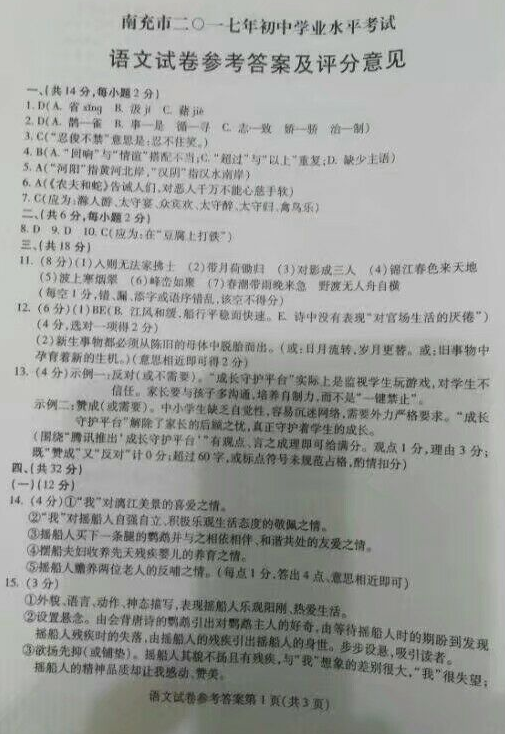 南充市二○一七年初中学业水平考试
语文试卷参考答案及评分意见
一、(共14分,每小题2分)
1. D(A. 省 xǐng B. 汲 jí C. 藉 jiè
2. D(A. 鹊—雀 B. 事—是 循—寻 C. 志—致 娇—骄 治—制)
3. C(“忍俊不禁”意思是:忍不住笑。)
4. B(A. “回响”与“情谊”搭配不当;C. “超过”与“以上”重复;D. 缺少主语)
5. A(“河阳”指黄河北岸,“汉阴”指汉水南岸)
6. A(《农夫和蛇》告诫人们,对恶人千万不能心慈手软)
7. C(应为:滁人游、太守宴、众宾欢、太守醉、太守归、禽鸟乐)
二、(共6分,每小题2分)
8. D 9. D 10. C(应为:在“豆腐上打铁”)
三、(共18分)
11. (8分)(1)入则无法家拂士 (2)带月荷锄归 (3)对影成三人 (4)锦江春色来天地
(5)波上寒烟翠 (6)峰峦如聚 (7)春潮带雨晚来急 野渡无人舟自横
(每空1分,错、漏、添字或语序错乱,该空不得分)
12. (6分)(1)BE(B. 江风和缓,船行平稳而快速。E. 诗中没有表现“对官场生活的厌倦”)
(4分,选对一项得2分)
(2)新生事物都必须从陈旧的母体中脱胎而出。(或:日月流转,岁月更替。或:旧事物中
孕育着新的生机。)(意思相近即可得2分)
13. (4分)示例一:反对(或不需要)。“成长守护平台”实际上是监视学生玩游戏,对学生不
信任。家长要与孩子多沟通,培养自制力,而不是“一键禁止”。
示例二:赞成(或需要)。中小学生缺乏自觉性,容易沉迷网络,需要外力严格要求。“成长
守护平台”解除了家长的后顾之忧,真正守护着学生的成长。
(围绕“腾讯推出‘成长守护平台’”有观点、言之成理即可给满分。观点1分,理由3分;
既“赞成”又“反对”计0分;超过60字,或标点符号未规范占格,酌情扣分)
四、(共32分)
(一)(12分)
14. (4分)①“我”对漓江美景的喜爱之情。
②“我”对摇船人自强自立、积极乐观生活态度的敬佩之情。
③摇船人买下一条腿的鹦鹉并与之相依相伴、和谐共处的友爱之情。
④摆船夫妇收养先天残疾婴儿的养育之情。
⑤摇船人赡养两位老人的反哺之情。(每点1分,答出4点、意思相近即可)
15. (3分)
①外貌、语言、动作、神态描写,表现摇船人乐观阳刚、热爱生活。
②设置悬念。由会背唐诗的鹦鹉引出对鹦鹉主人的好奇,由等待摇船人时的期盼到发现
摇船人残疾时的失落,由摇船人的残疾引出摇船人的身世。步步设悬,吸引读者。
③欲扬先抑(或铺垫)。摇船人其貌不扬且有残疾,与“我”想象的差别很大,“我”很失望;
摇船人的精神品质却让我感动、赞美。
语文试卷参考答案第1页(共3页)